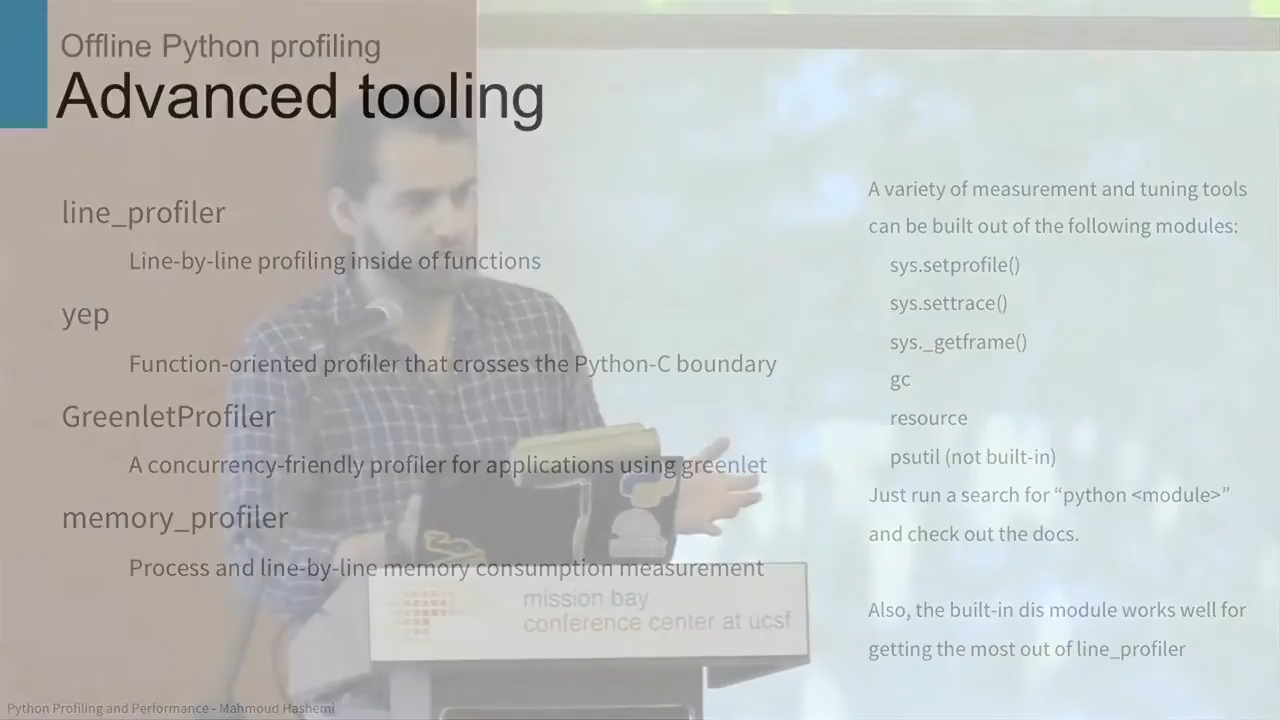 Offline Python profiling
Advanced tooling
line_profiler
Line-by-line profiling inside of functions
yep
Function-oriented profiler that crosses the Python-C boundary
GreenletProfiler
A concurrency-friendly profiler for applications using greenlet
memory_profiler
Process and line-by-line memory consumption measurement
A variety of measurement and tuning tools
can be built out of the following modules:
sys.setprofile()
sys.settrace()
sys._getframe()
gc
resource
psutil (not built-in)
Just run a search for “python <module>”
and check out the docs.
Also, the built-in dis module works well for
getting the most out of line_profiler
mission bay
conference center at ucsf
Python Profiling and Performance - Mahmoud Hashemi